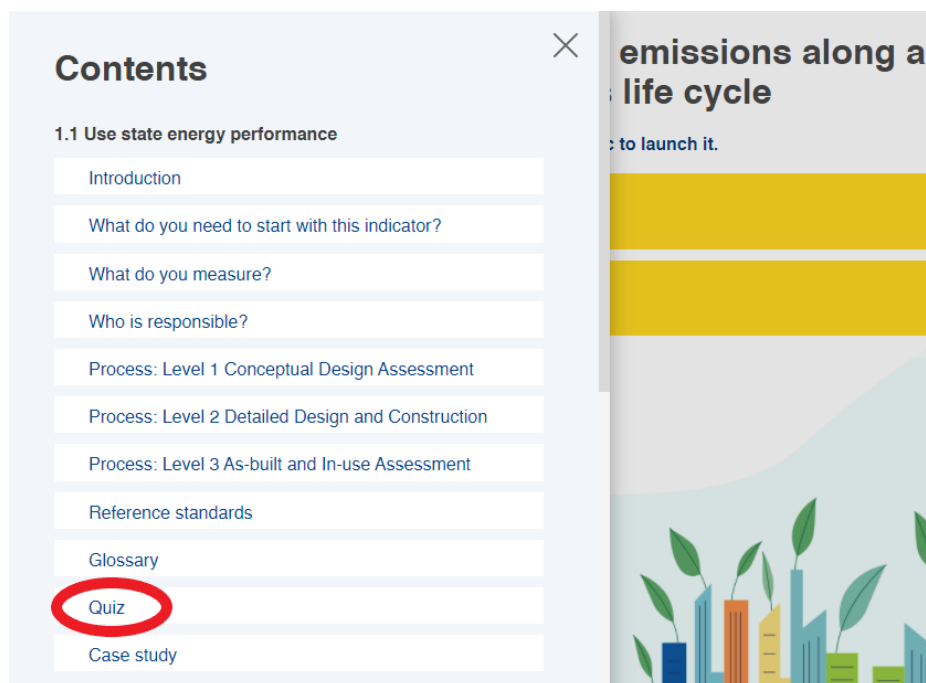 Contents
1.1 Use state energy performance
Introduction
What do you need to start with this indicator?
What do you measure?
Who is responsible?
Process: Level 1 Conceptual Design Assessment
Process: Level 2 Detailed Design and Construction
Process: Level 3 As-built and In-use Assessment
Reference standards
Glossary
Quiz
Case study
emissions along a
life cycle
to launch it.